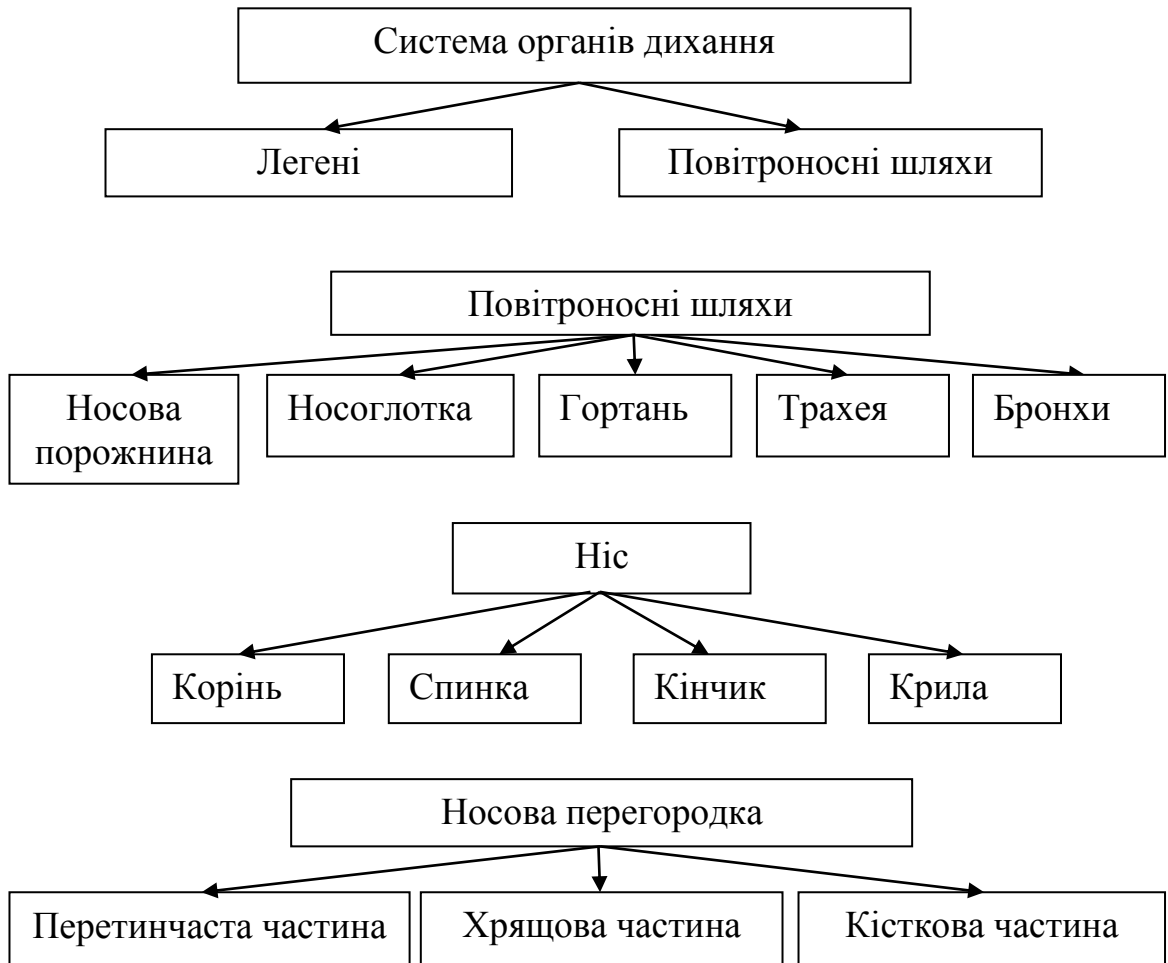 Система органів дихання
Легені
Повітроносні шляхи
Повітроносні шляхи
Носова
порожнина
Носоглотка
Гортань
Трахея
Бронхи
Ніс
Корінь
Спинка
Кінчик
Крила
Носова перегородка
Перетинчаста частина
Хрящова частина
Кісткова частина